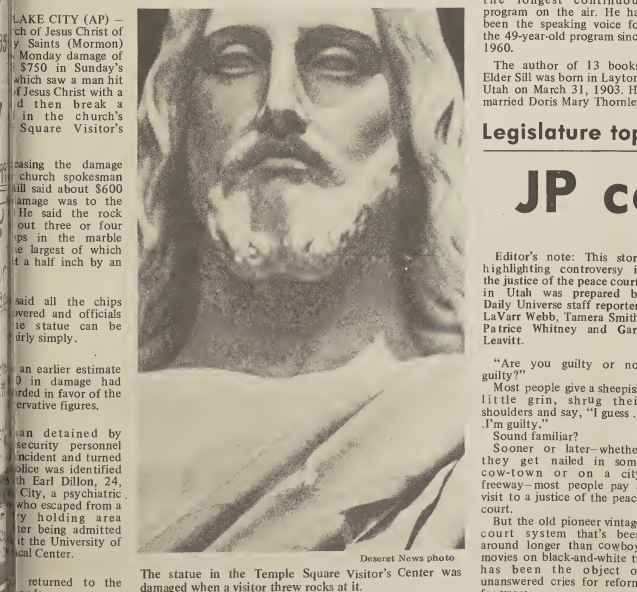 LAKE CITY (AP) —
ch of Jesus Christ of
y Saints (Mormon)
Monday damage of
$750 in Sunday's
which saw a man hit
f Jesus Christ with a
d then break a
in the church's
Square Visitor's
easing the damage
church spokesman
ill said about $600
amage was to the
He said the rock
out three or four
ps in the marble
e largest of which
t a half inch by an
said all the chips
overed and officials
e statue can be
irly simply.
an earlier estimate
0 in damage had
arded in favor of the
ervative figures.
an detained by
security personnel
incident and turned
olice was identified
th Earl Dillon, 24,
City, a psychiatric
who escaped from a
y holding area
ter being admitted
at the University of
ical Center.
returned to the
Deseret News photo
The statue in the Temple Square Visitor's Center was
damaged when a visitor threw rocks at it.
the longest continuou
program on the air. He ha
been the speaking voice fo
the 49-year-old program sinc
1960.
The author of 13 books
Elder Sill was born in Layton
Utah on March 31, 1903. H
married Doris Mary Thornle
Legislature top
JP co
Editor's note: This stor
highlighting controversy i
the justice of the peace court
in Utah was prepared b
Daily Universe staff reporter
LaVarr Webb, Tamera Smith
Patrice Whitney and Gar
Leavitt.
"Are you guilty or no
guilty?"
Most people give a sheepis
little grin, shrug thei
shoulders and say, "I guess .
.I'm guilty."
Sound familiar?
Sooner or later—whethe
they get nailed in som
cow-town or on a city
freeway—most people pay
visit to a justice of the peac
court.
But the old pioneer vintage
court system that's been
around longer than cowboy
movies on black-and-white t
has been the object o
unanswered cries for reform